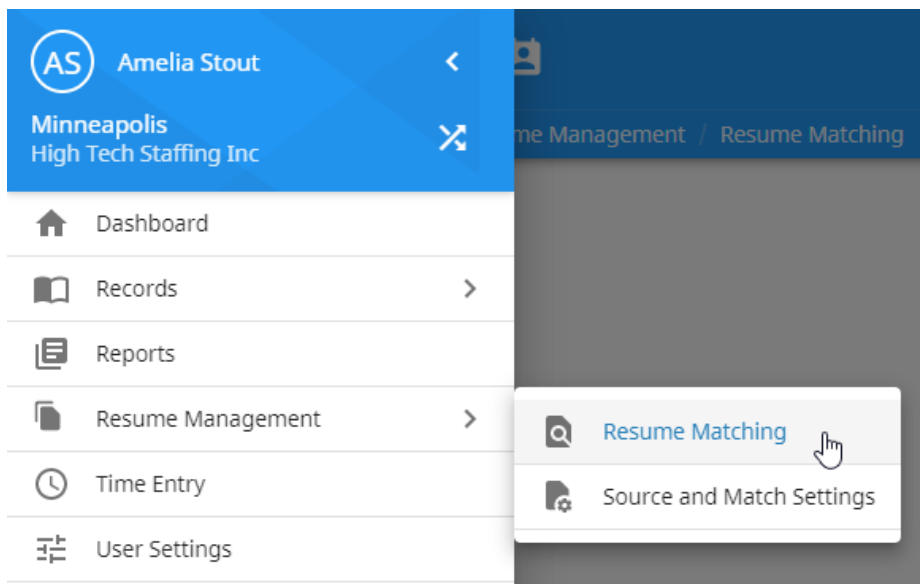 AS
Amelia Stout
Minneapolis
High Tech Staffing Inc
me Management / Resume Matching
Dashboard
Records
Reports
Resume Management
Resume Matching
Source and Match Settings
Time Entry
User Settings